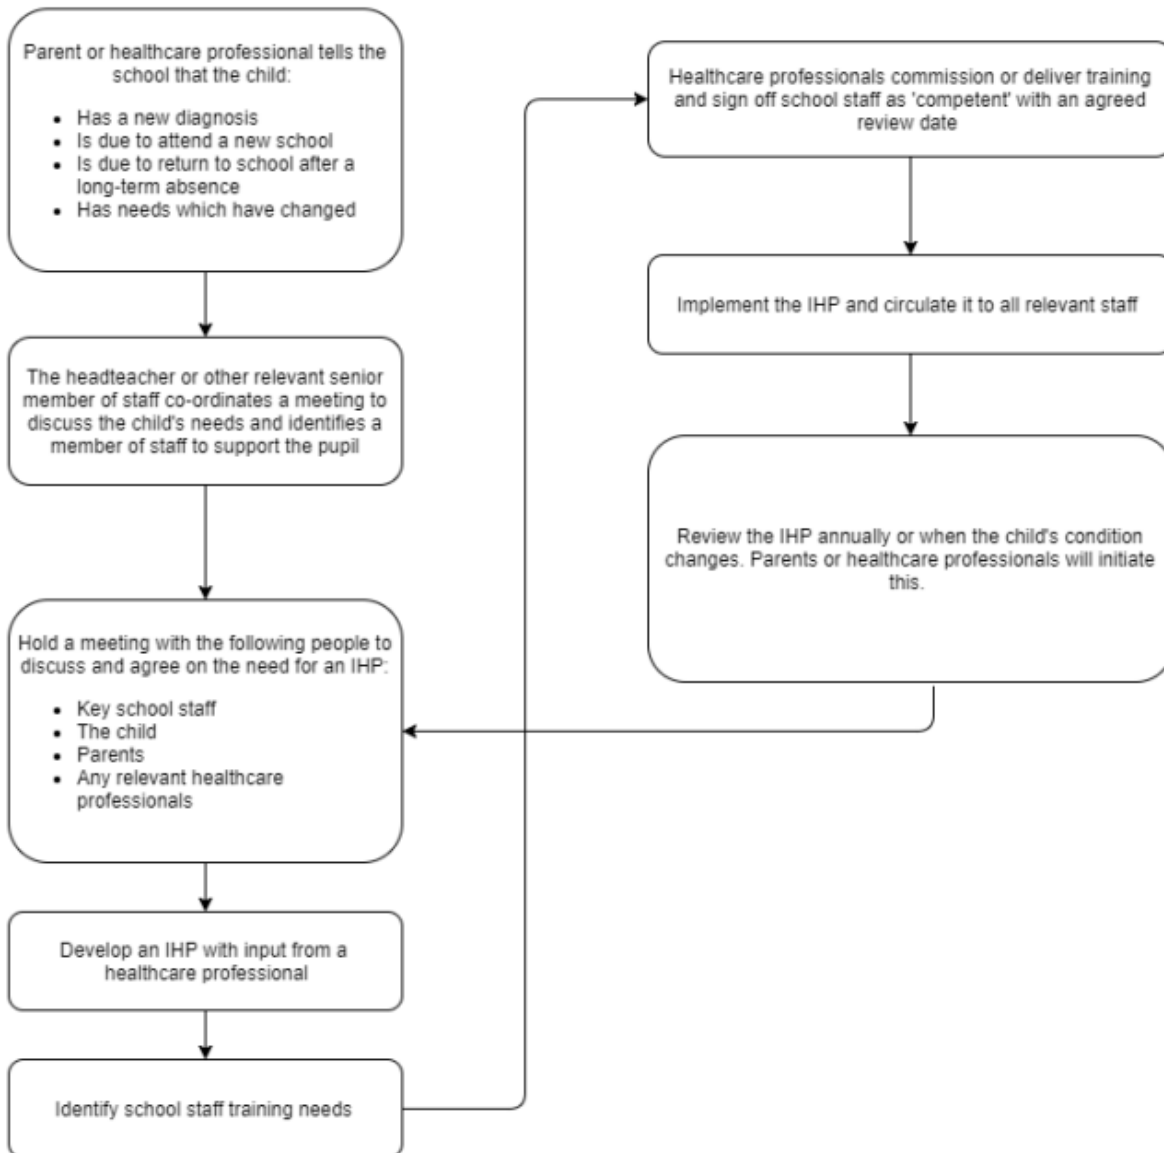 Parent or healthcare professional tells the
school that the child:
• Has a new diagnosis
• Is due to attend a new school
• Is due to return to school after a
long-term absence
• Has needs which have changed
The headteacher or other relevant senior
member of staff co-ordinates a meeting to
discuss the child's needs and identifies a
member of staff to support the pupil
Hold a meeting with the following people to
discuss and agree on the need for an IHP:
• Key school staff
• The child
• Parents
• Any relevant healthcare
professionals
Develop an IHP with input from a
healthcare professional
Identify school staff training needs
Healthcare professionals commission or deliver training
and sign off school staff as 'competent' with an agreed
review date
Implement the IHP and circulate it to all relevant staff
Review the IHP annually or when the child's condition
changes. Parents or healthcare professionals will initiate
this.